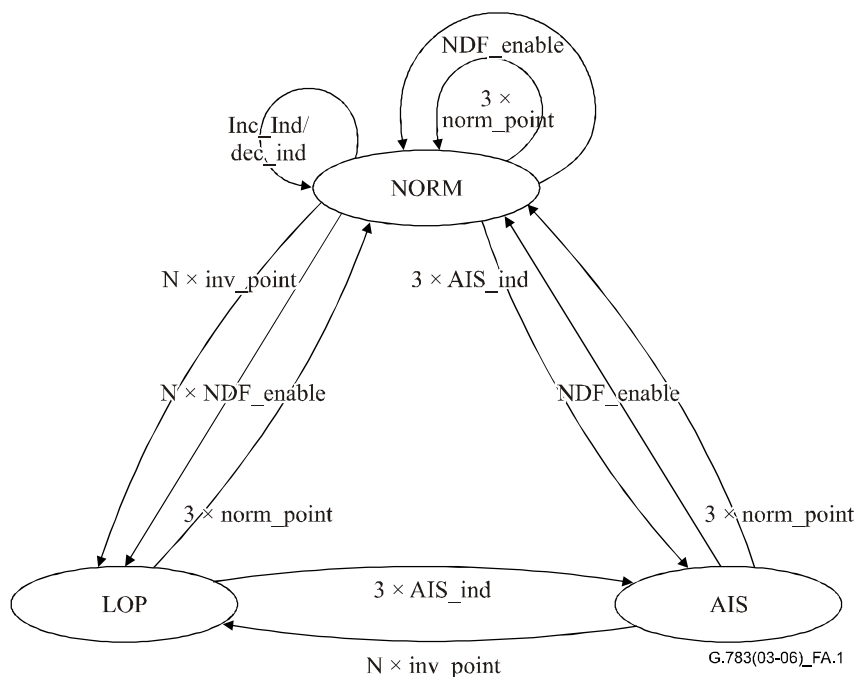 NDF_enable
3 ×
norm_point
Inc_Ind/
dec_ind
NORM
N × inv_point
3 × AIS_ind
N × NDF_enable
NDF_enable
3 × norm_point
3 × norm_point
LOP
3 × AIS_ind
AIS
N × inv_point
G.783(03-06)_FA.1